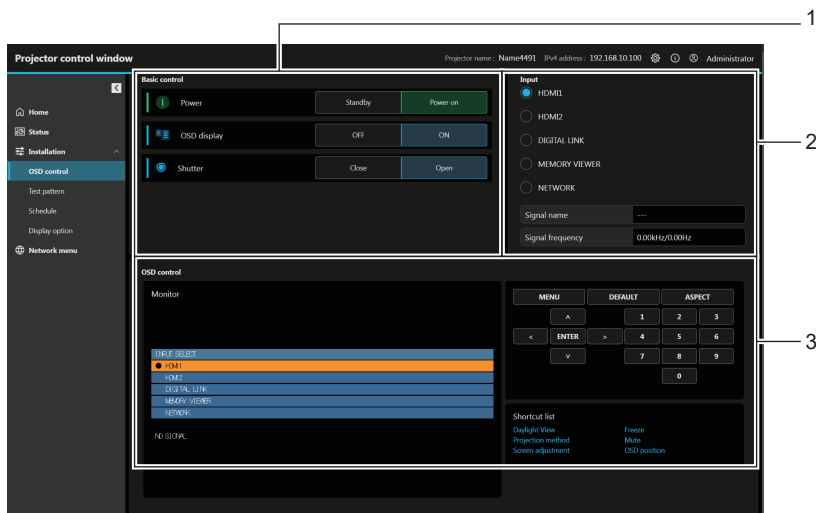 1
Projector control window
Projector name : Name4491 IPv4 address : 192.168.10.100 Administrator
Home
Status
Installation
OSD control
Test pattern
Schedule
Display option
Network menu
Basic control
Power Standby Power on
OSD display OFF ON
Shutter Close Open
Input
HDMI1
HDMI2
DIGITAL LINK
MEMORY VIEWER
NETWORK
Signal name ---
Signal frequency 0.00kHz/0.00Hz
2
OSD control
Monitor
INPUT SELECT
HDMI1
HDMI2
DIGITAL LINK
MEMORY VIEWER
NETWORK
NO SIGNAL
MENU DEFAULT ASPECT
∧ 1 2 3
< ENTER > 4 5 6
∨ 7 8 9
0
3
Shortcut list
Daylight View Freeze
Projection method Mute
Screen adjustment OSD position